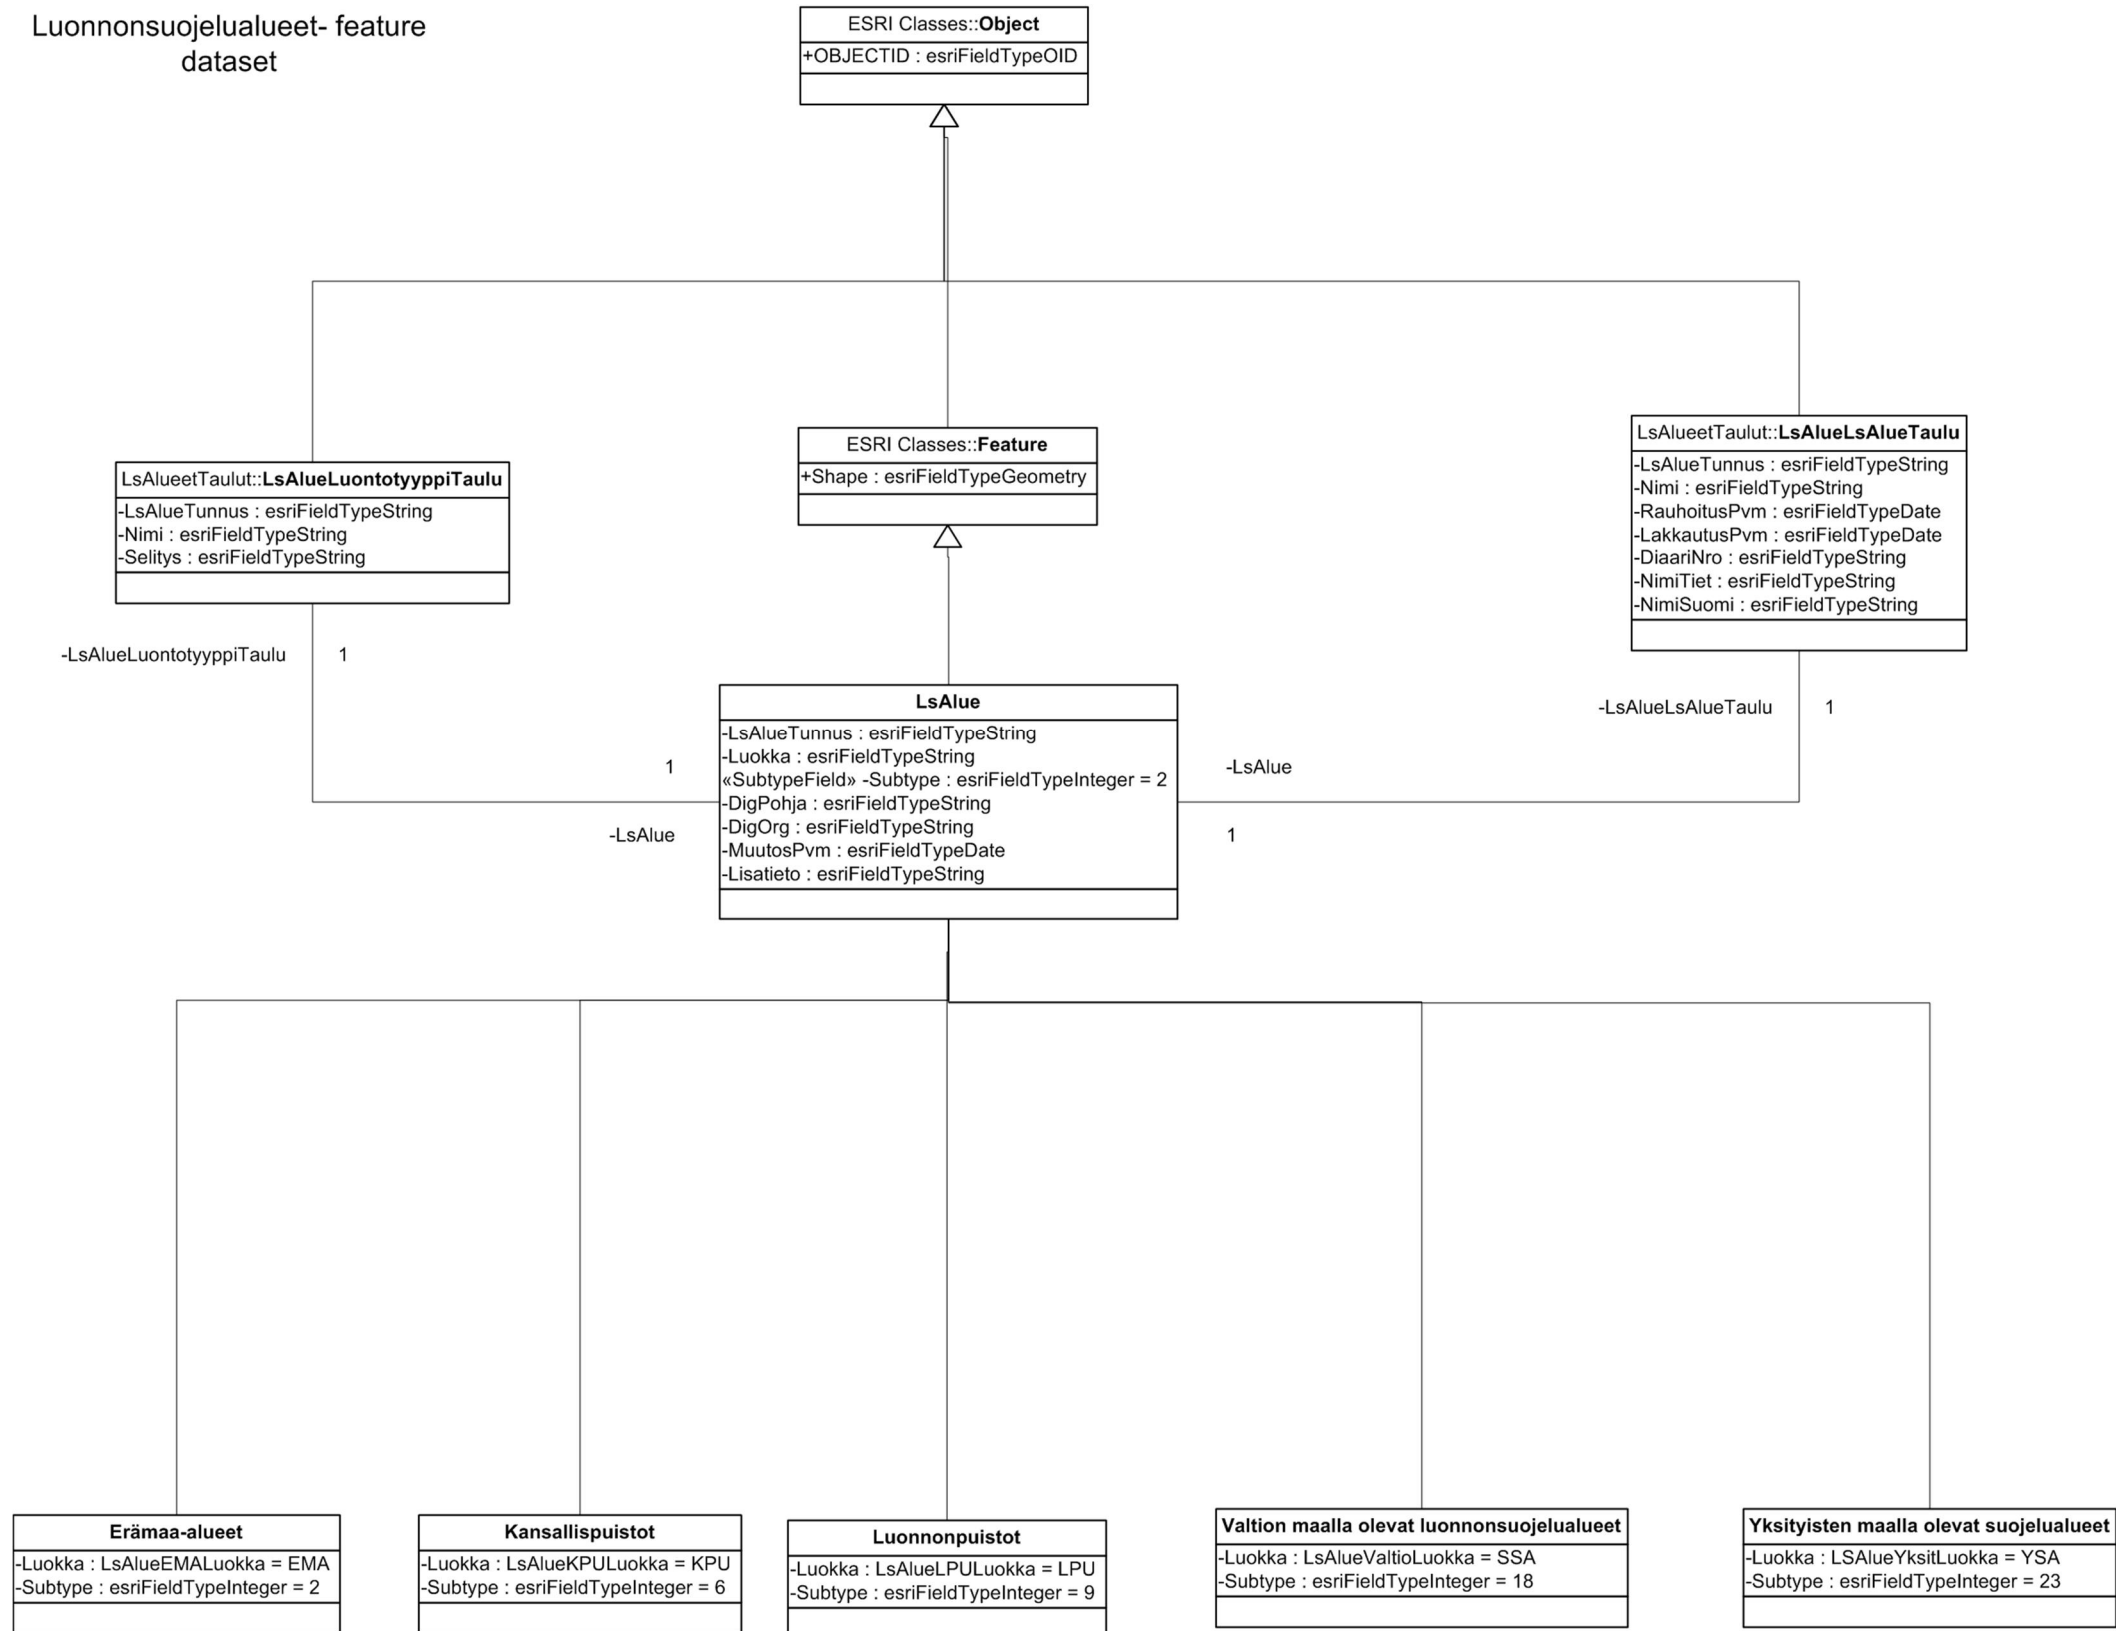 Luonnonsuojelualueet- feature
dataset
ESRI Classes::Object
+OBJECTID : esriFieldTypeOID
ESRI Classes::Feature
+Shape : esriFieldTypeGeometry
LsAlueetTaulut::LsAlueLuontotyyppiTaulu
-LsAlueTunnus : esriFieldTypeString
-Nimi : esriFieldTypeString
-Selitys : esriFieldTypeString
LsAlueetTaulut::LsAlueLsAlueTaulu
-LsAlueTunnus : esriFieldTypeString
-Nimi : esriFieldTypeString
-RauhoitusPvm : esriFieldTypeDate
-LakkautusPvm : esriFieldTypeDate
-DiaariNro : esriFieldTypeString
-NimiTiet : esriFieldTypeString
-NimiSuomi : esriFieldTypeString
-LsAlueLuontotyyppiTaulu
1
-LsAlueLsAlueTaulu
1
1
-LsAlue
LsAlue
-LsAlueTunnus : esriFieldTypeString
-Luokka : esriFieldTypeString
«SubtypeField» -Subtype : esriFieldTypeInteger = 2
-DigPohja : esriFieldTypeString
-DigOrg : esriFieldTypeString
-MuutosPvm : esriFieldTypeDate
-Lisatieto : esriFieldTypeString
-LsAlue
1
Erämaa-alueet
-Luokka : LsAlueEMALuokka = EMA
-Subtype : esriFieldTypeInteger = 2
Kansallispuistot
-Luokka : LsAlueKPULuokka = KPU
-Subtype : esriFieldTypeInteger = 6
Luonnonpuistot
-Luokka : LsAlueLPULuokka = LPU
-Subtype : esriFieldTypeInteger = 9
Valtion maalla olevat luonnonsuojelualueet
-Luokka : LsAlueValtioLuokka = SSA
-Subtype : esriFieldTypeInteger = 18
Yksityisten maalla olevat suojelualueet
-Luokka : LSAlueYksitLuokka = YSA
-Subtype : esriFieldTypeInteger = 23